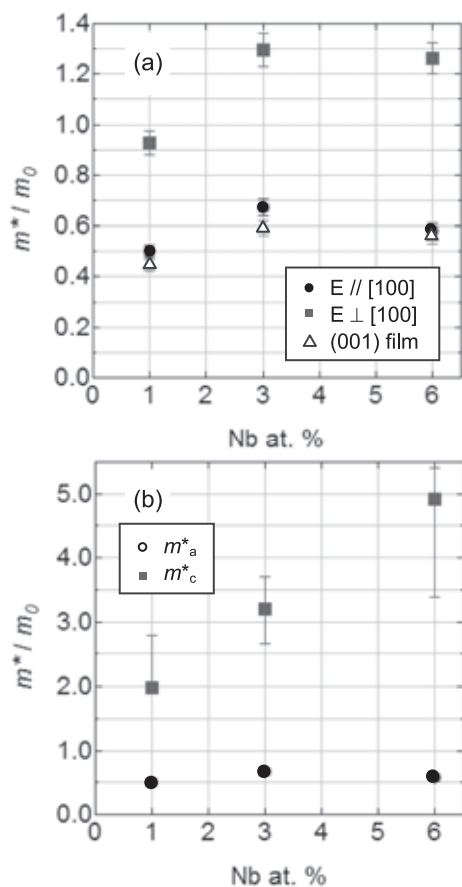 1.4
(a)
1.2
1.0
0.8
m* / m0
0.6
0.4
E // [100]
E ⊥ [100]
(001) film
0.2
0.0
0 1 2 3 4 5 6
Nb at. %
(b)
5.0
m*a
m*c
4.0
m* / m0
3.0
2.0
1.0
0.0
0 1 2 3 4 5 6
Nb at. %